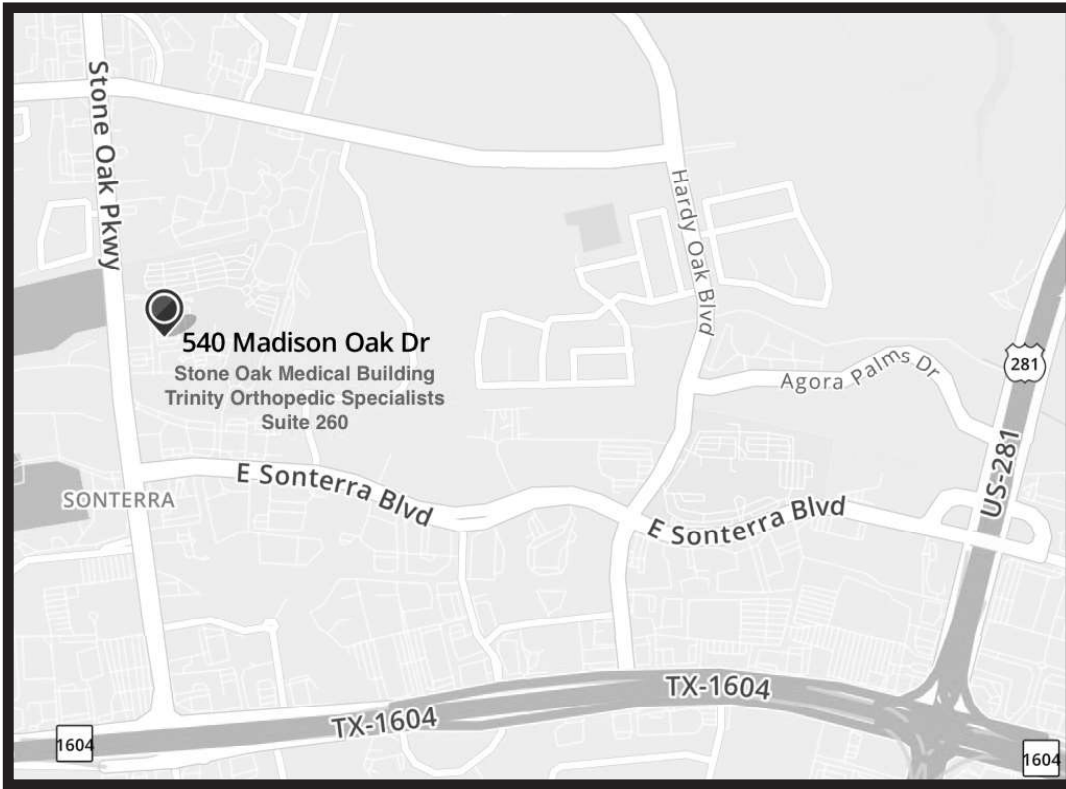 Stone Oak Pkwy
Hardy Oak Blvd
540 Madison Oak Dr
Stone Oak Medical Building
Trinity Orthopedic Specialists
Suite 260
Agora Palms Dr
281
US-281
E Sonterra Blvd
SONTERRA
E Sonterra Blvd
TX-1604
TX-1604
1604
1604